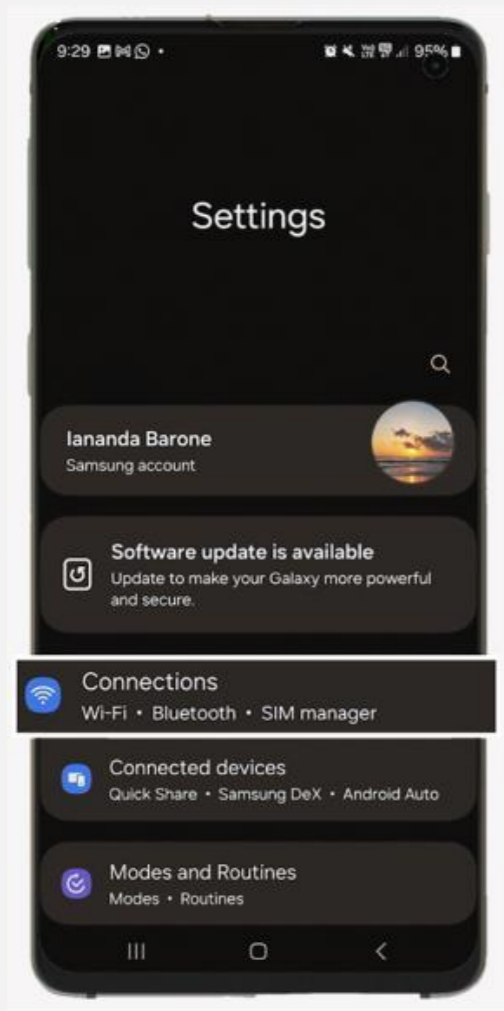 9:29
95%
Settings
Iananda Barone
Samsung account
Software update is available
Update to make your Galaxy more powerful
and secure.
Connections
Wi-Fi • Bluetooth • SIM manager
Connected devices
Quick Share • Samsung DeX • Android Auto
Modes and Routines
Modes • Routines